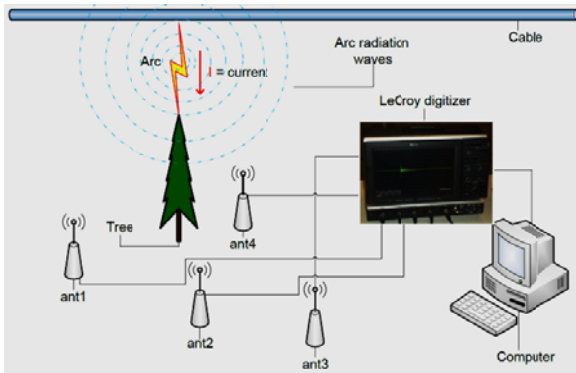 Cable
Arc
I = current
Arc radiation
waves
LeCroy digitizer
Tree
ant4
ant1
ant2
ant3
Computer